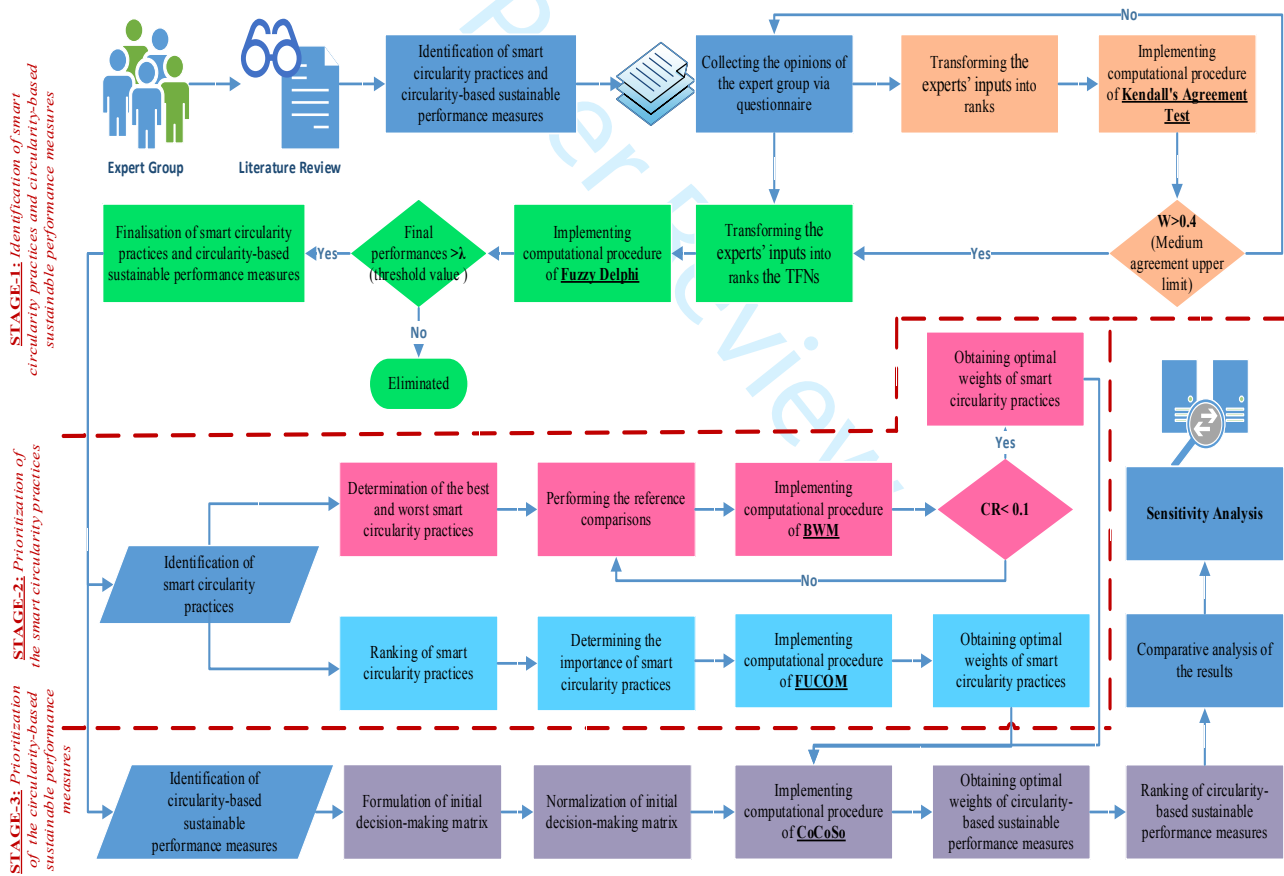 No
Identification of smart
circularity practices and
circularity-based sustainable
performance measures
Collecting the opinions of
the expert group via
questionnaire
Transforming the
experts' inputs into
ranks
Implementing
computational procedure
of Kendall's Agreement
Test
Expert Group
Literature Review
STAGE-1: Identification of smart
circularity practices and circularity-based
sustainable performance measures
Finalisation of smart circularity
practices and circularity-based
sustainable performance measures
Yes
Final
performances >λ
(threshold value )
Implementing
computational procedure
of Fuzzy Delphi
Transforming the
experts' inputs into
ranks the TFNs
Yes
W>0.4
(Medium
agreement upper
limit)
No
Eliminated
Obtaining optimal
weights of smart
circularity practices
Yes
STAGE-2: Prioritization of
the smart circularity practices
Identification of
smart circularity
practices
Determination of the best
and worst smart
circularity practices
Performing the reference
comparisons
Implementing
computational procedure
of BWM
CR< 0.1
No
Sensitivity Analysis
Ranking of smart
circularity practices
Determining the
importance of smart
circularity practices
Implementing
computational procedure
of FUCOM
Obtaining optimal
weights of smart
circularity practices
Comparative analysis of
the results
STAGE-3: Prioritization
of the circularity-based
sustainable performance
measures
Identification of
circularity-based
sustainable
performance measures
Formulation of initial
decision-making matrix
Normalization of initial
decision-making matrix
Implementing
computational procedure
of CoCoSo
Obtaining optimal
weights of circularity-
based sustainable
performance measures
Ranking of circularity-
based sustainable
performance measures
Review